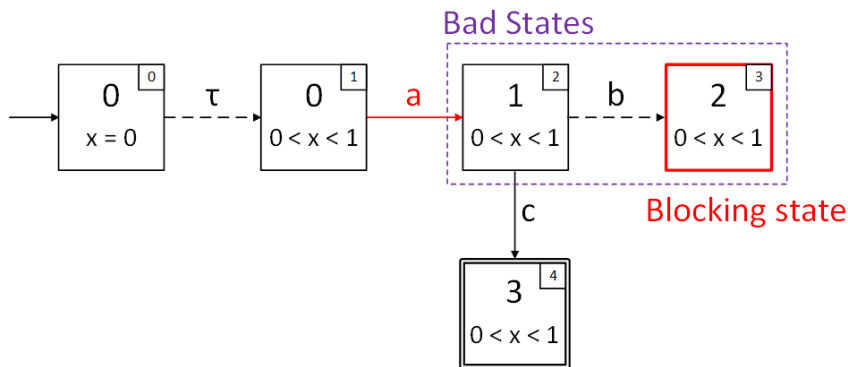 Bad States
0
0
x = 0
τ
1
0
0 < x < 1
a
2
1
0 < x < 1
b
3
2
0 < x < 1
Blocking state
c
4
3
0 < x < 1